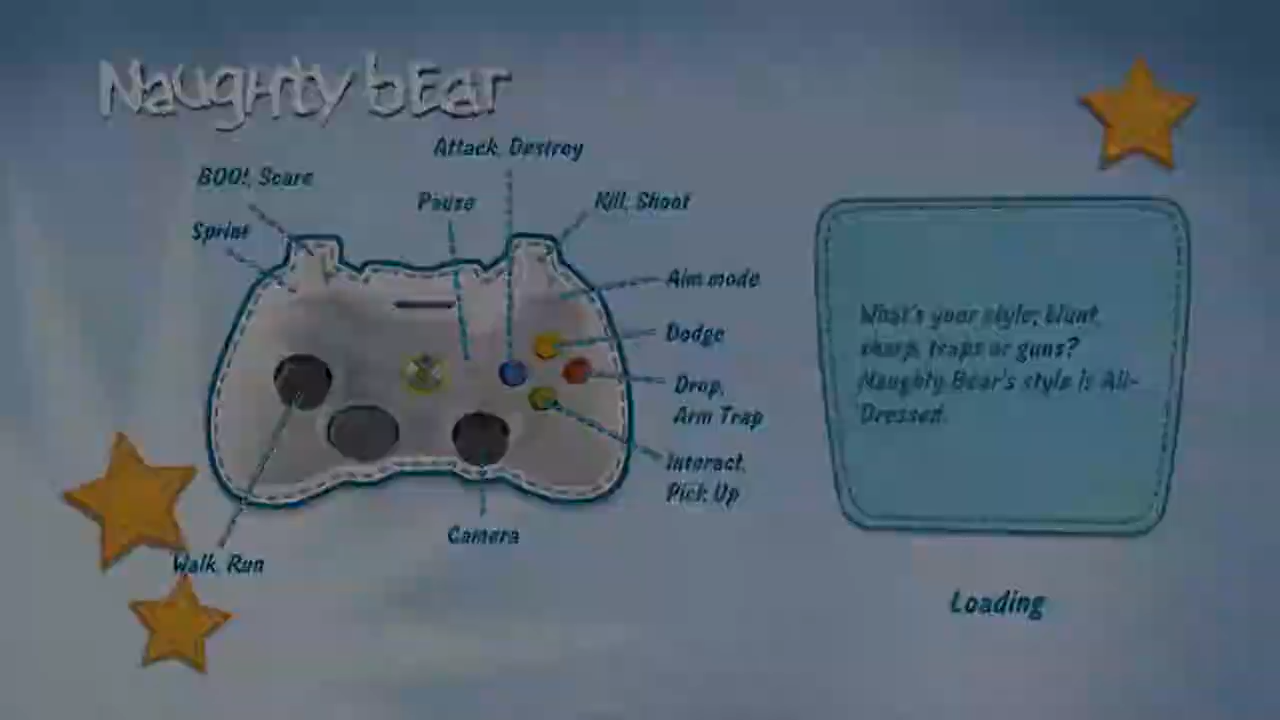 Naughty bEar
Attack, Destroy
BOO!, Scare
Pause
Kill, Shoot
Sprint
Aim mode
Dodge
Drop,
Arm Trap
Interact,
Pick Up
Camera
Walk, Run
What's your style; blunt,
sharp, traps or guns?
Naughty Bear's style is All-
Dressed.
Loading